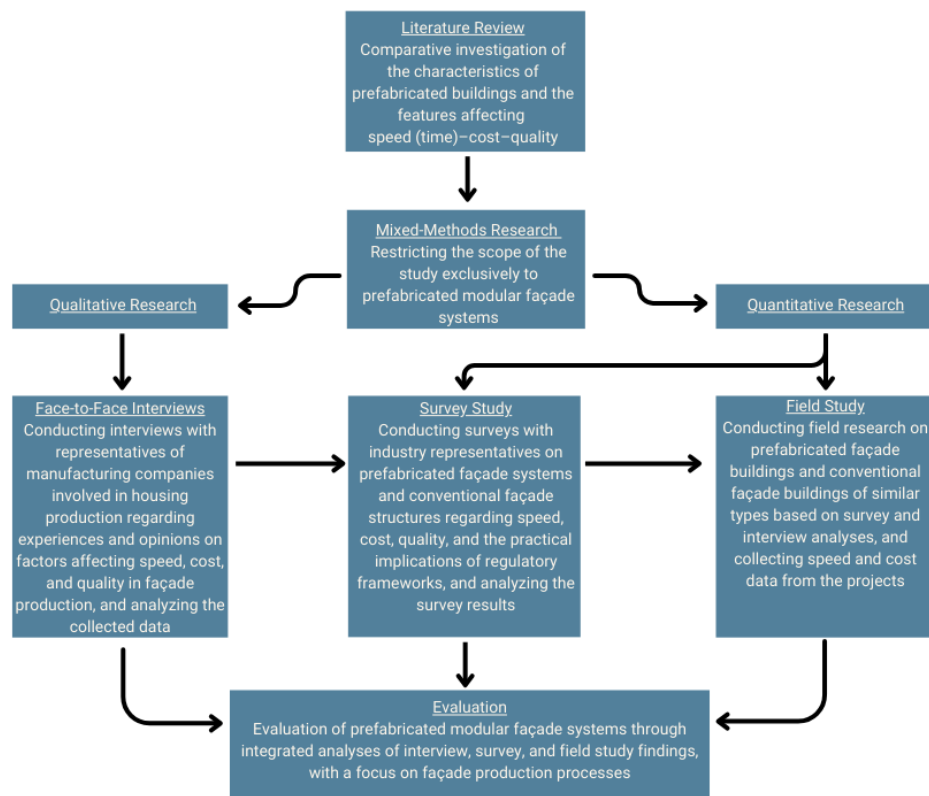 Literature Review
Comparative investigation of
the characteristics of
prefabricated buildings and the
features affecting
speed (time)–cost–quality
Mixed-Methods Research
Restricting the scope of the
study exclusively to
prefabricated modular façade
systems
Qualitative Research
Quantitative Research
Face-to-Face Interviews
Conducting interviews with
representatives of
manufacturing companies
involved in housing
production regarding
experiences and opinions on
factors affecting speed, cost,
and quality in façade
production, and analyzing the
collected data
Survey Study
Conducting surveys with
industry representatives on
prefabricated façade systems
and conventional façade
structures regarding speed,
cost, quality, and the practical
implications of regulatory
frameworks, and analyzing the
survey results
Field Study
Conducting field research on
prefabricated façade
buildings and conventional
façade buildings of similar
types based on survey and
interview analyses, and
collecting speed and cost
data from the projects
Evaluation
Evaluation of prefabricated modular façade systems through
integrated analyses of interview, survey, and field study findings,
with a focus on façade production processes